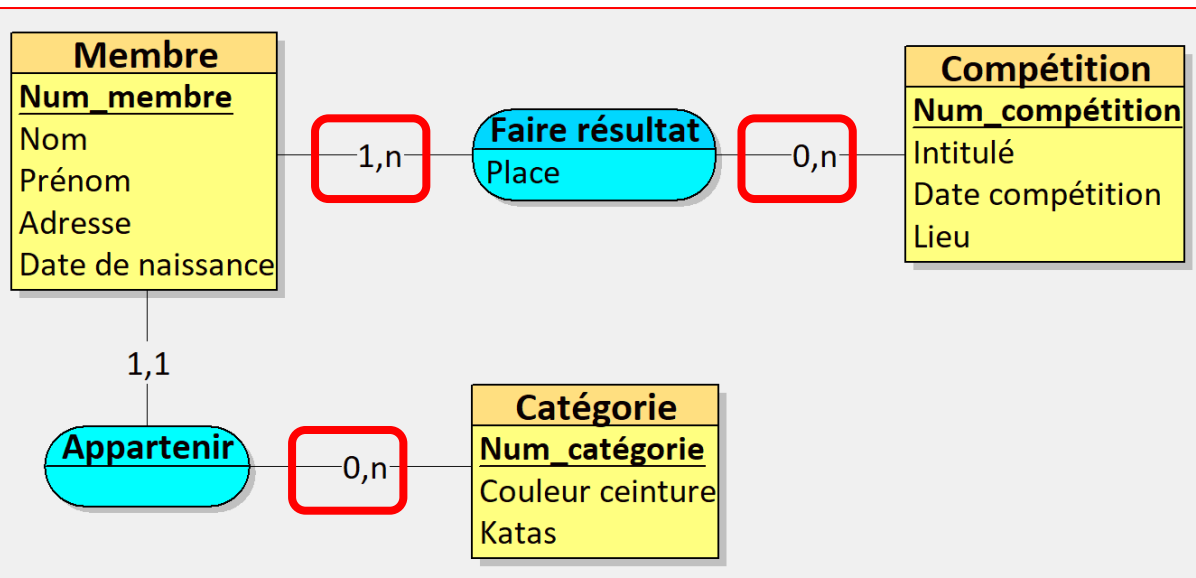 Membre
Num_membre
Nom
Prénom
Adresse
Date de naissance
1,n
Faire résultat
Place
0,n
Compétition
Num_compétition
Intitulé
Date compétition
Lieu
1,1
Appartenir
0,n
Catégorie
Num_catégorie
Couleur ceinture
Katas